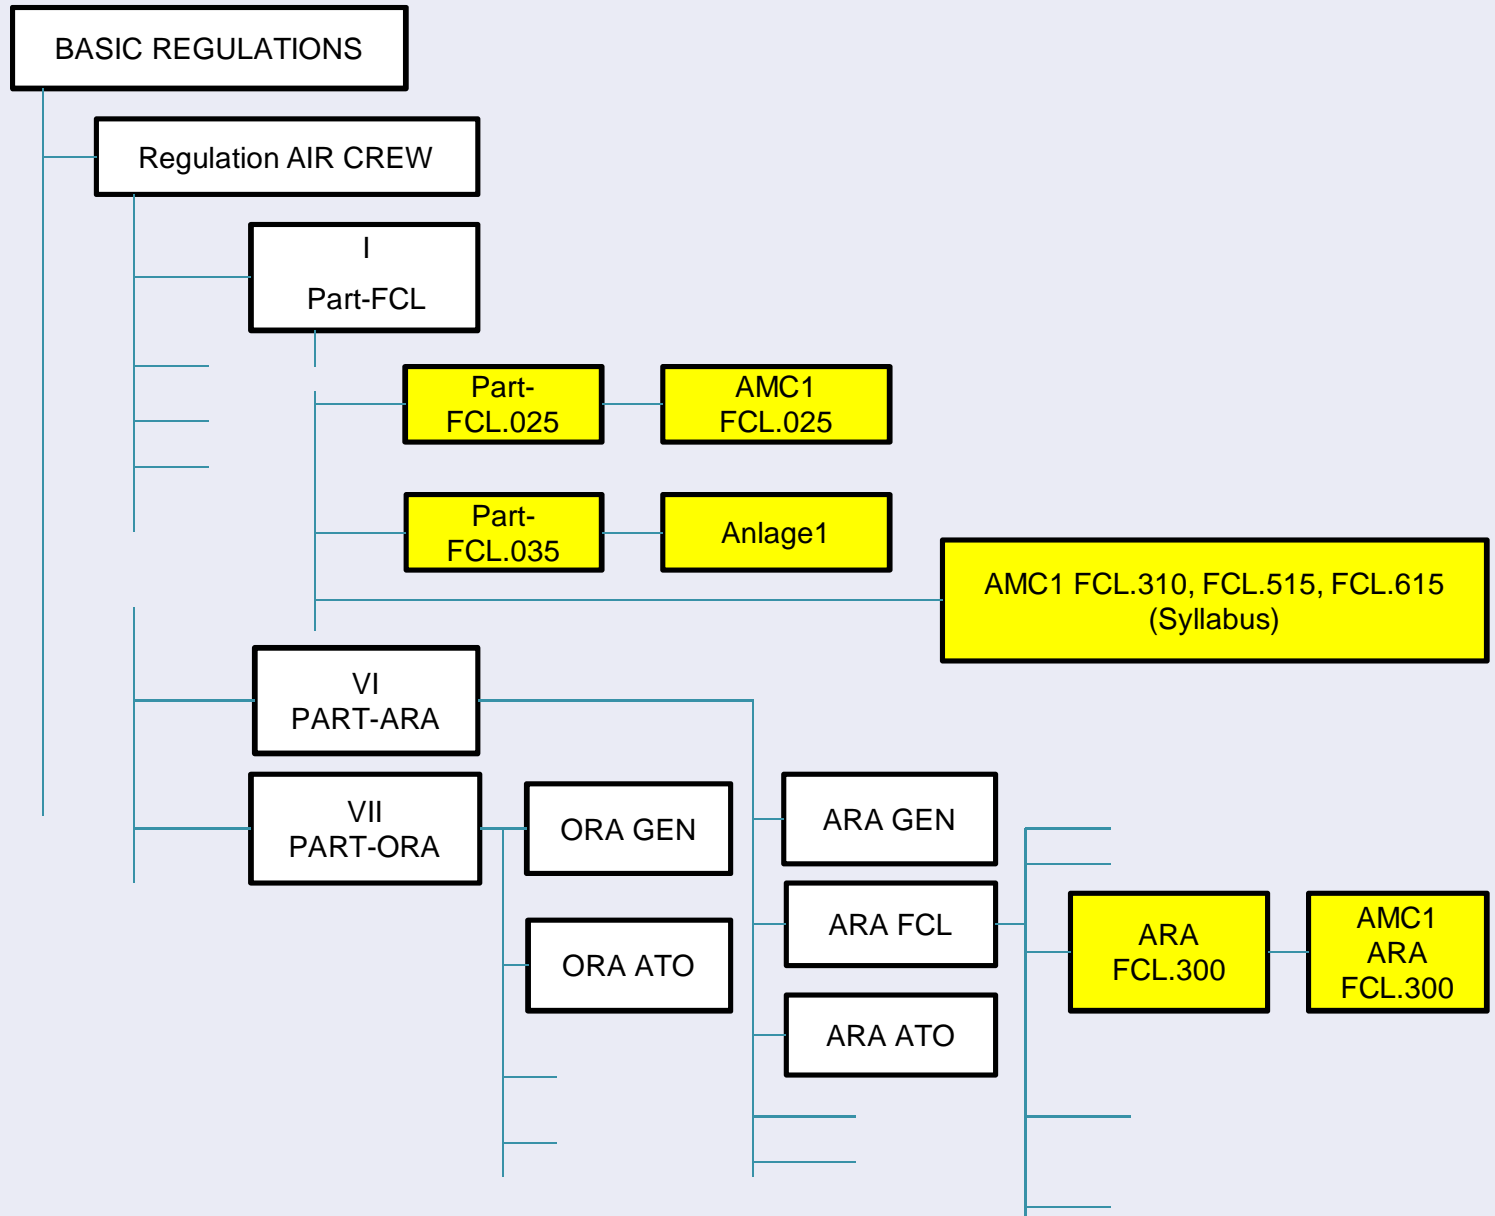 BASIC REGULATIONS
Regulation AIR CREW
I
Part-FCL
Part-
FCL.025
AMC1
FCL.025
Part-
FCL.035
Anlage1
AMC1 FCL.310, FCL.515, FCL.615
(Syllabus)
VI
PART-ARA
VII
PART-ORA
ORA GEN
ORA ATO
ARA GEN
ARA FCL
ARA ATO
ARA
FCL.300
AMC1
ARA
FCL.300